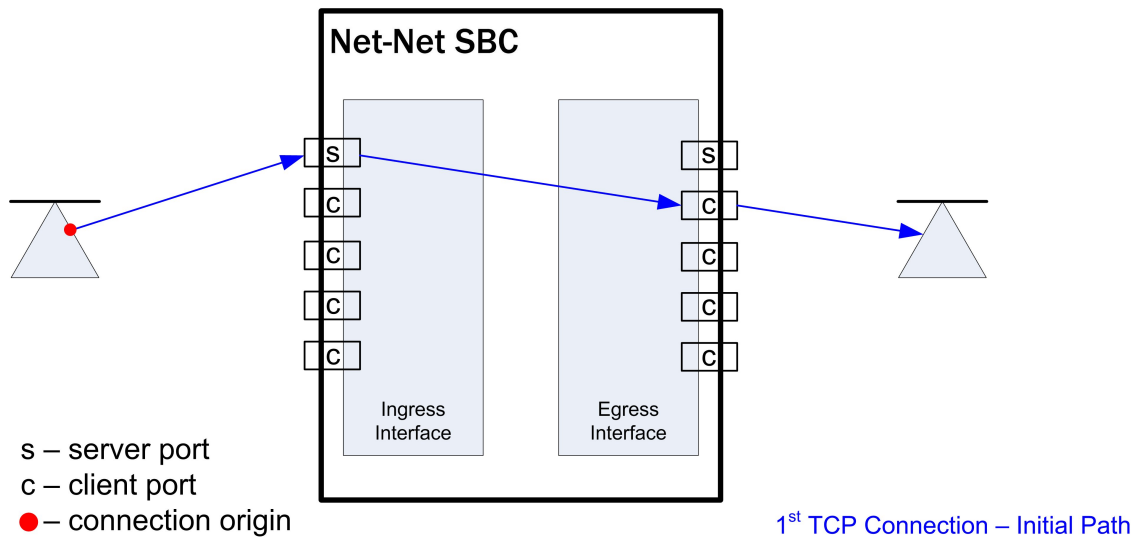 Net-Net SBC
s
s
c
c
c
c
c
c
c
c
Ingress
Interface
Egress
Interface
s – server port
c – client port
– connection origin
1st TCP Connection – Initial Path